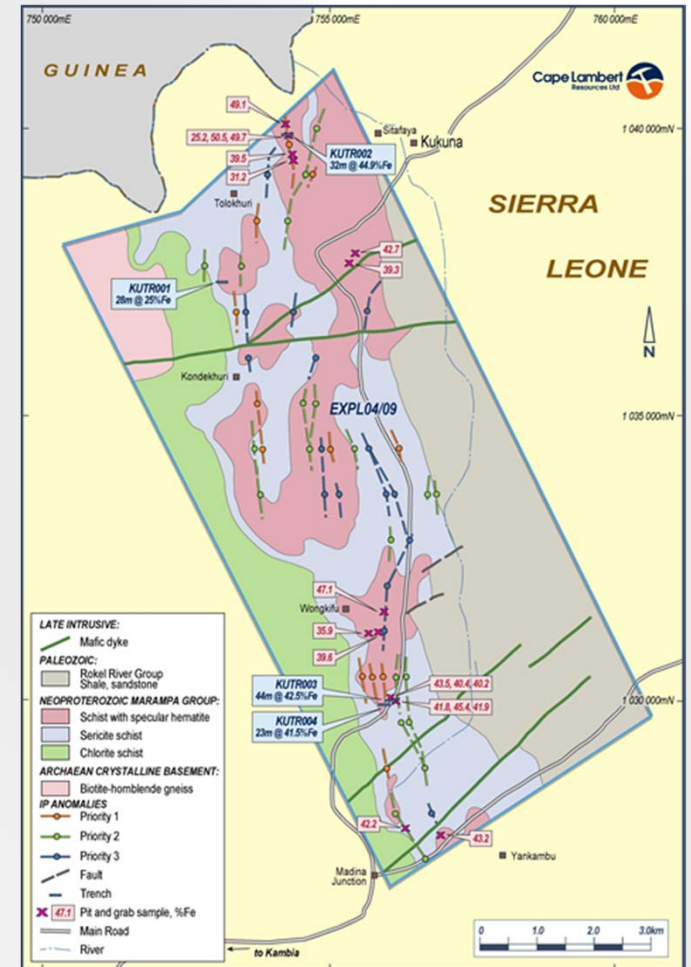 750 000mE
755 000mE
760 000mE
GUINEA
Cape Lambert
Resources Ltd
49.1
1 040 000mN
25.2, 50.5, 49.7
Sitafaya
Kukuna
KUTR002
32m @ 44.9%Fe
39.5
31.2
Tolokhuri
SIERRA
LEONE
42.7
39.3
KUTR001
28m @ 25%Fe
N
Kondekhuri
EXPL04/09
1 035 000mN
47.1
Wongkifu
35.9
39.6
KUTR003
44m @ 42.5%Fe
43.5, 40.4, 40.2
1 030 000mN
41.8, 45.4, 41.9
KUTR004
23m @ 41.5%Fe
42.2
43.2
Yankambu
Madina
Junction
to Kambia
LATE INTRUSIVE:
Mafic dyke
PALEOZOIC:
Rokel River Group
Shale, sandstone
NEOPROTEROZOIC MARAMPA GROUP:
Schist with specular hematite
Sericite schist
Chlorite schist
ARCHAEAN CRYSTALLINE BASEMENT:
Biotite-hornblende gneiss
IP ANOMALIES
Priority 1
Priority 2
Priority 3
Fault
Trench
47.1 Pit and grab sample, %Fe
Main Road
River
0 1.0 2.0 3.0km